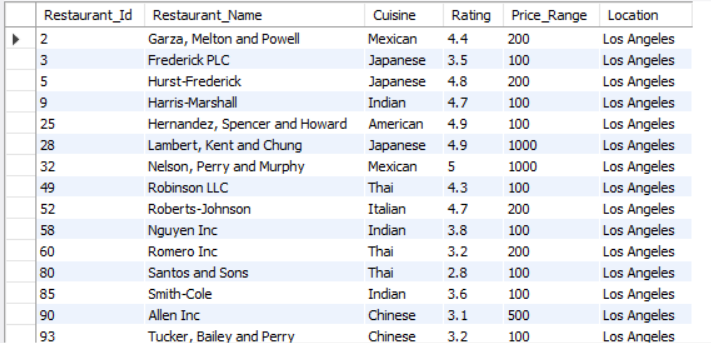 Restaurant_Id Restaurant_Name Cuisine Rating Price_Range Location
2 Garza, Melton and Powell Mexican 4.4 200 Los Angeles
3 Frederick PLC Japanese 3.5 100 Los Angeles
5 Hurst-Frederick Japanese 4.8 200 Los Angeles
9 Harris-Marshall Indian 4.7 100 Los Angeles
25 Hernandez, Spencer and Howard American 4.9 100 Los Angeles
28 Lambert, Kent and Chung Japanese 4.9 1000 Los Angeles
32 Nelson, Perry and Murphy Mexican 5 1000 Los Angeles
49 Robinson LLC Thai 4.3 100 Los Angeles
52 Roberts-Johnson Italian 4.7 200 Los Angeles
58 Nguyen Inc Indian 3.8 100 Los Angeles
60 Romero Inc Thai 3.2 200 Los Angeles
80 Santos and Sons Thai 2.8 100 Los Angeles
85 Smith-Cole Indian 3.6 100 Los Angeles
90 Allen Inc Chinese 3.1 500 Los Angeles
93 Tucker, Bailey and Perry Chinese 3.2 100 Los Angeles